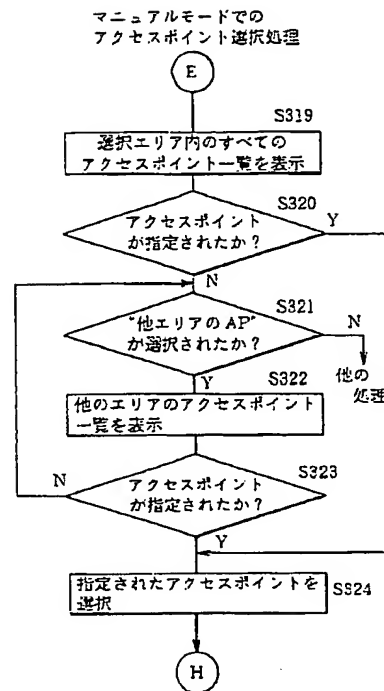 マニュアルモードでの
アクセスポイント選択処理
E
S319
選択エリア内のすべての
アクセスポイント一覧を表示
S320
アクセスポイント
が指定されたか?
Y
N
S321
"他エリアのAP"
が選択されたか?
N
Y
他の
処理
S322
他のエリアのアクセスポイント
一覧を表示
S323
アクセスポイント
が指定されたか?
N
Y
指定されたアクセスポイントを
選択
S324
H